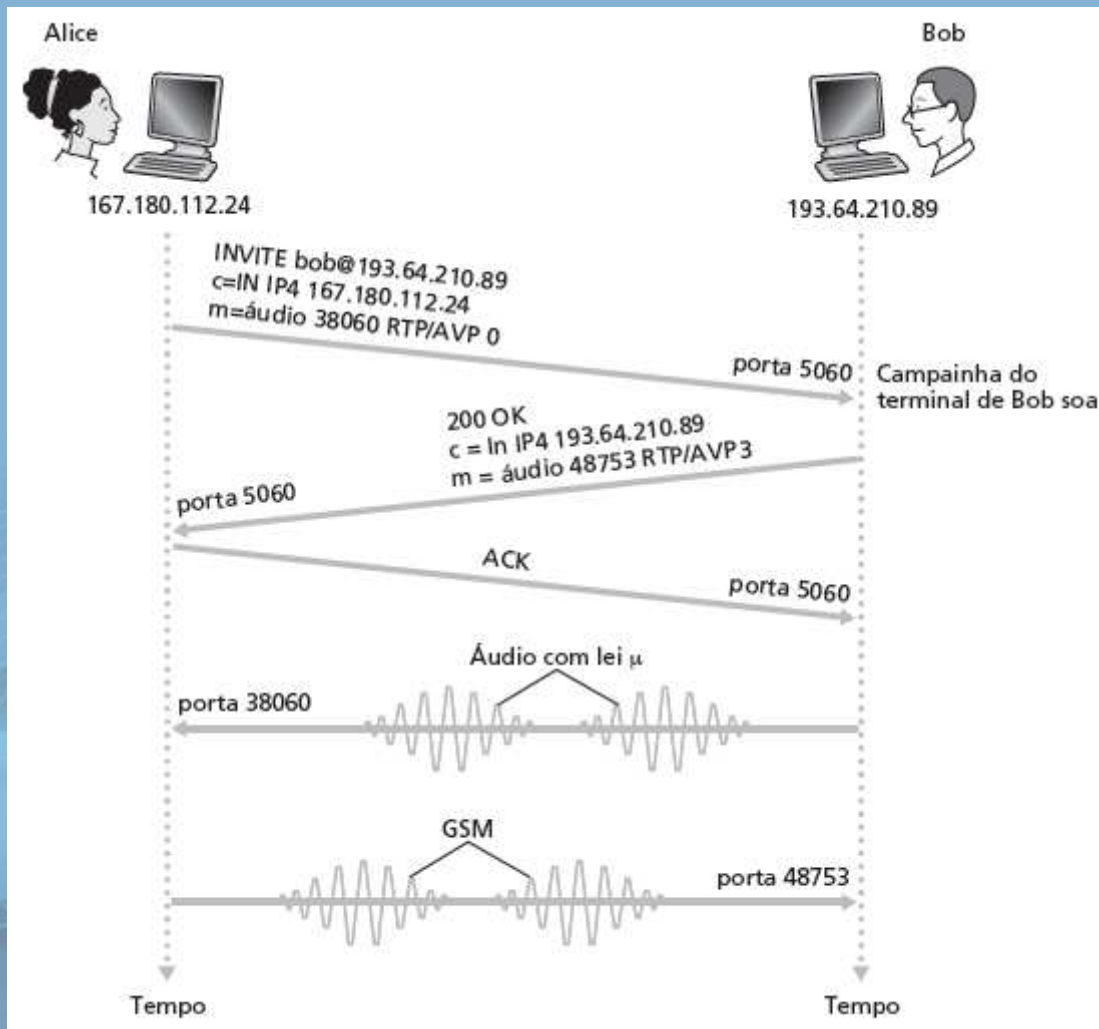 Alice
Bob
167.180.112.24
193.64.210.89
INVITE bob@193.64.210.89
c=IN IP4 167.180.112.24
m=áudio 38060 RTP/AVP 0
porta 5060
Campainha do
terminal de Bob soa
200 OK
c = In IP4 193.64.210.89
m = áudio 48753 RTP/AVP3
porta 5060
ACK
porta 5060
Áudio com lei μ
porta 38060
GSM
porta 48753
Tempo
Tempo